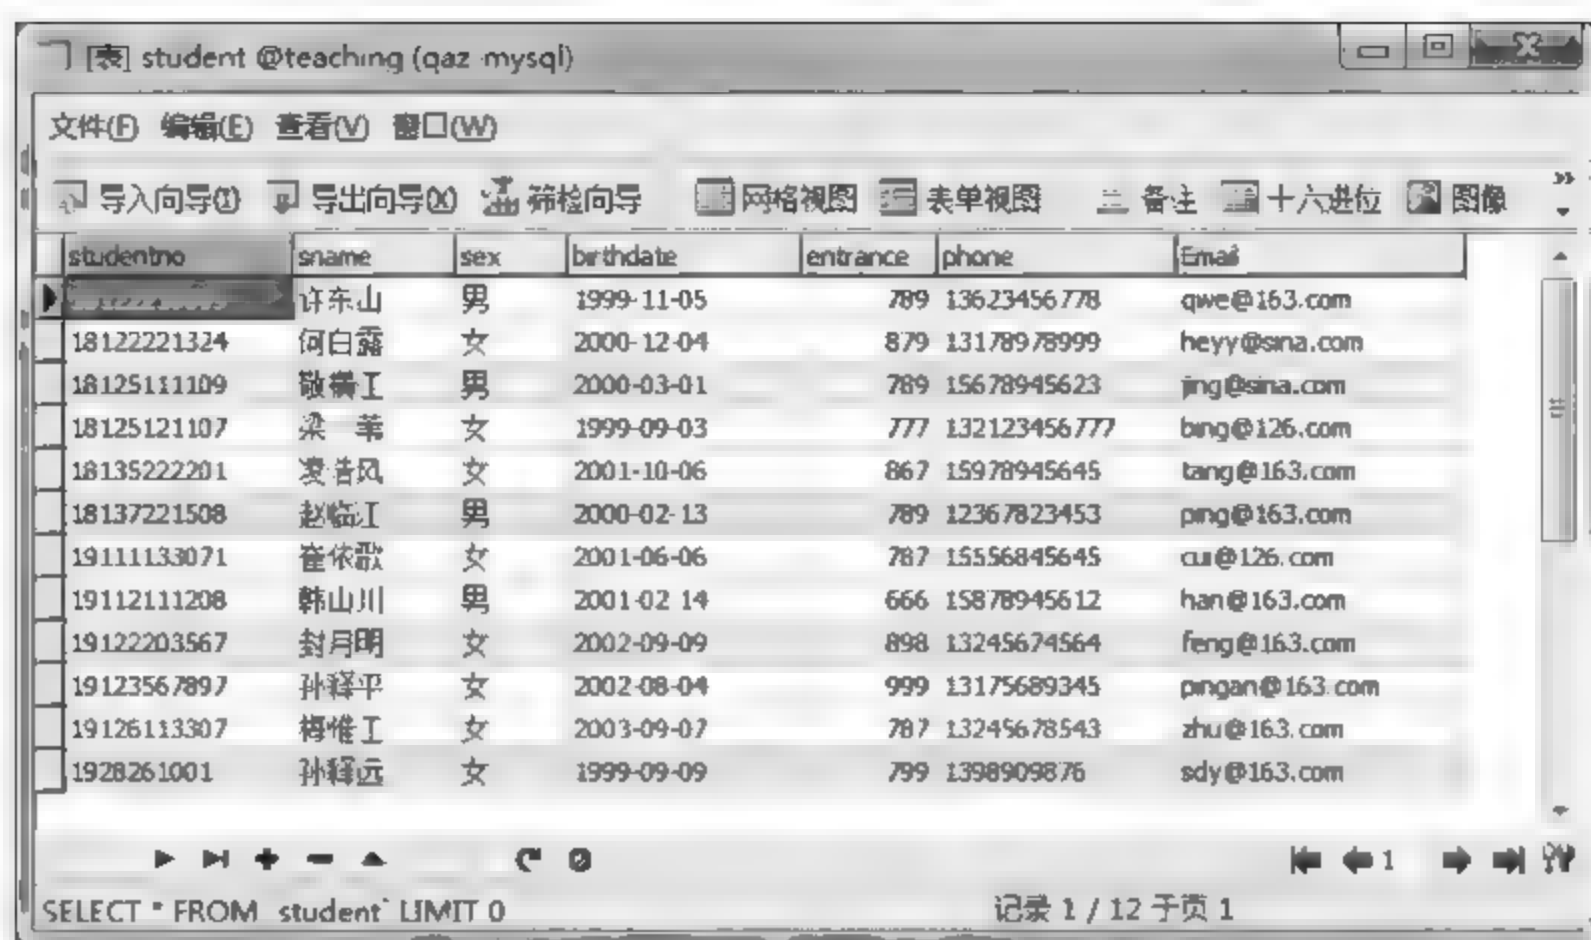 [表] student @teaching (qaz-mysql)
文件(F) 编辑(E) 查看(V) 窗口(W)
导入向导(I) 导出向导(X) 筛检向导 网格视图 表单视图 备注 十六进位 图像
studentno sname sex birthdate entrance phone Email
许东山 男 1999-11-05 789 13623456778 qwe@163.com
18122221324 何白露 女 2000-12-04 879 13178978999 heyy@sina.com
18125111109 敬横江 男 2000-03-01 789 15678945623 jing@sina.com
18125121107 梁 苇 女 1999-09-03 777 132123456777 bing@126.com
18135222201 凌浩风 女 2001-10-06 867 15978945645 tang@163.com
18137221508 赵临江 男 2000-02-13 789 12367823453 ping@163.com
19111133071 崔依歌 女 2001-06-06 787 15556845645 cui@126.com
19112111208 韩山川 男 2001-02-14 666 15878945612 han@163.com
19122203567 封月明 女 2002-09-09 898 13245674564 feng@163.com
19123567897 孙释平 女 2002-08-04 999 13175689345 pingan@163.com
19126113307 梅惟江 女 2003-09-07 787 13245678543 zhu@163.com
1928261001 孙释远 女 1999-09-09 799 1398909876 sdy@163.com
1
SELECT * FROM `student` LIMIT 0 记录 1 / 12 于页 1